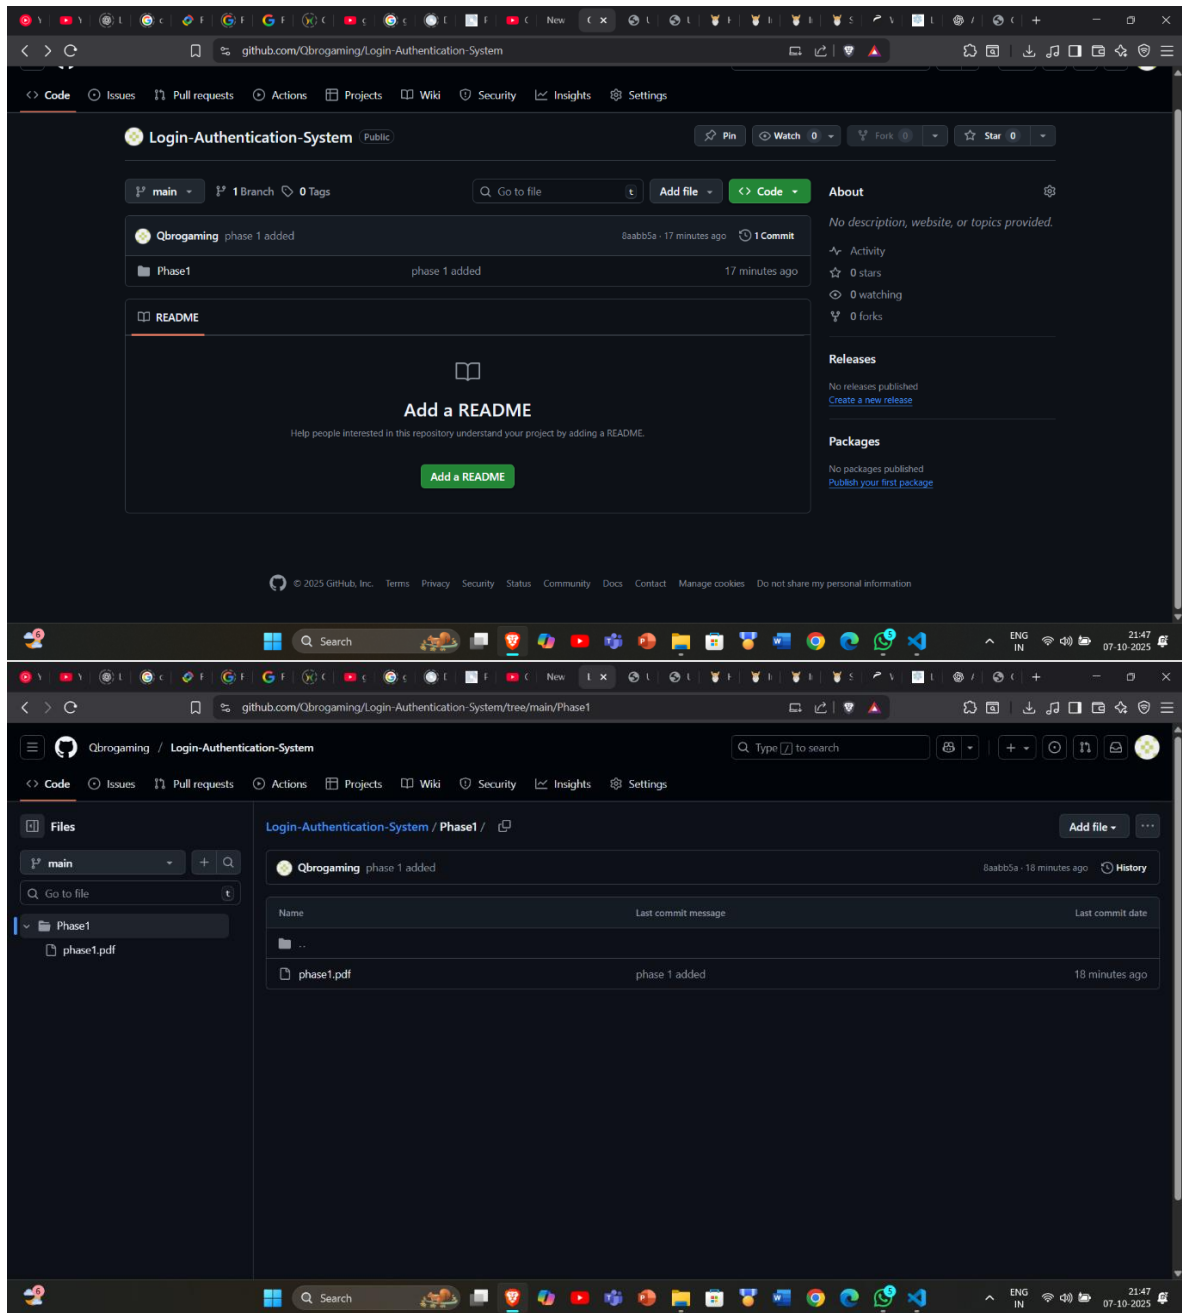 New
github.com/Qbrogaming/Login-Authentication-System
Code Issues Pull requests Actions Projects Wiki Security Insights Settings
Login-Authentication-System Public Pin Watch 0 Fork 0 Star 0
main 1 Branch 0 Tags Go to file t Add file Code About
No description, website, or topics provided.
Qbrogaming phase 1 added 8aabb5a · 17 minutes ago 1 Commit
Activity
Phase1 phase 1 added 17 minutes ago
0 stars
0 watching
0 forks
README
Add a README
Help people interested in this repository understand your project by adding a README.
Add a README
Releases
No releases published
Create a new release
Packages
No packages published
Publish your first package
© 2025 GitHub, Inc. Terms Privacy Security Status Community Docs Contact Manage cookies Do not share my personal information
6 Search 5 ENG IN 21:47 07-10-2025
New
github.com/Qbrogaming/Login-Authentication-System/tree/main/Phase1
Qbrogaming / Login-Authentication-System Type / to search
Code Issues Pull requests Actions Projects Wiki Security Insights Settings
Files Login-Authentication-System / Phase1 / Add file
main
Qbrogaming phase 1 added 8aabb5a · 18 minutes ago History
Go to file t
Name Last commit message Last commit date
Phase1
..
phase1.pdf
phase1.pdf phase 1 added 18 minutes ago
6 Search 5 ENG IN 21:47 07-10-2025